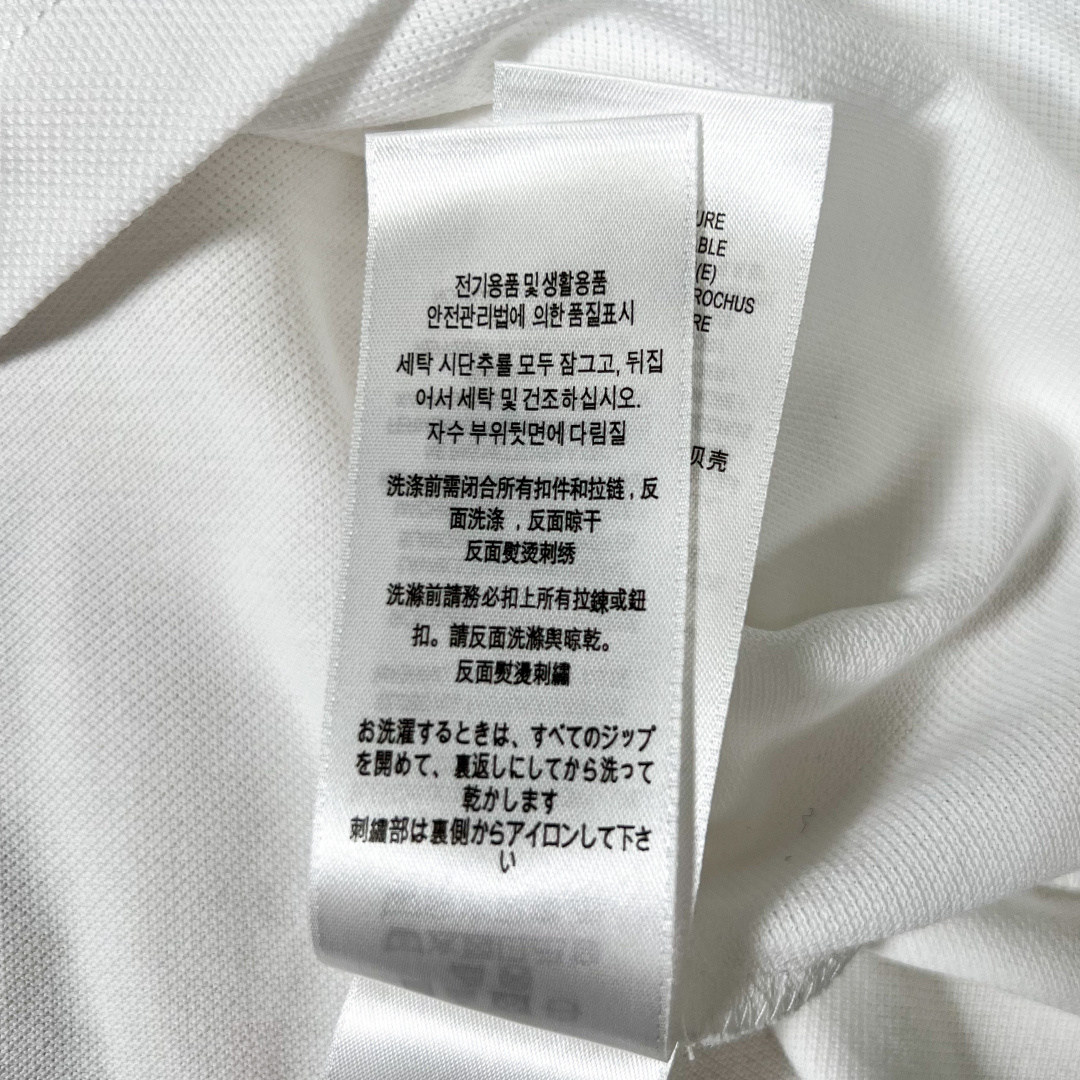 전기용품 및 생활용품
안전관리법에 의한 품질표시
세탁 시단추를 모두 잠그고, 뒤집
어서 세탁 및 건조하십시오.
자수 부위뒷면에 다림질
洗涤前需闭合所有扣件和拉链，反
面洗涤，反面晾干
反面熨烫刺绣
洗滌前請務必扣上所有拉鍊或鈕
扣。請反面洗滌與晾乾。
反面熨燙刺繡
お洗濯するときは、すべてのジップ
を閉めて、裏返しにしてから洗って
乾かします
刺繍部は裏側からアイロンして下さ
い
URE
BLE
(E)
ROCHUS
RE
贝壳